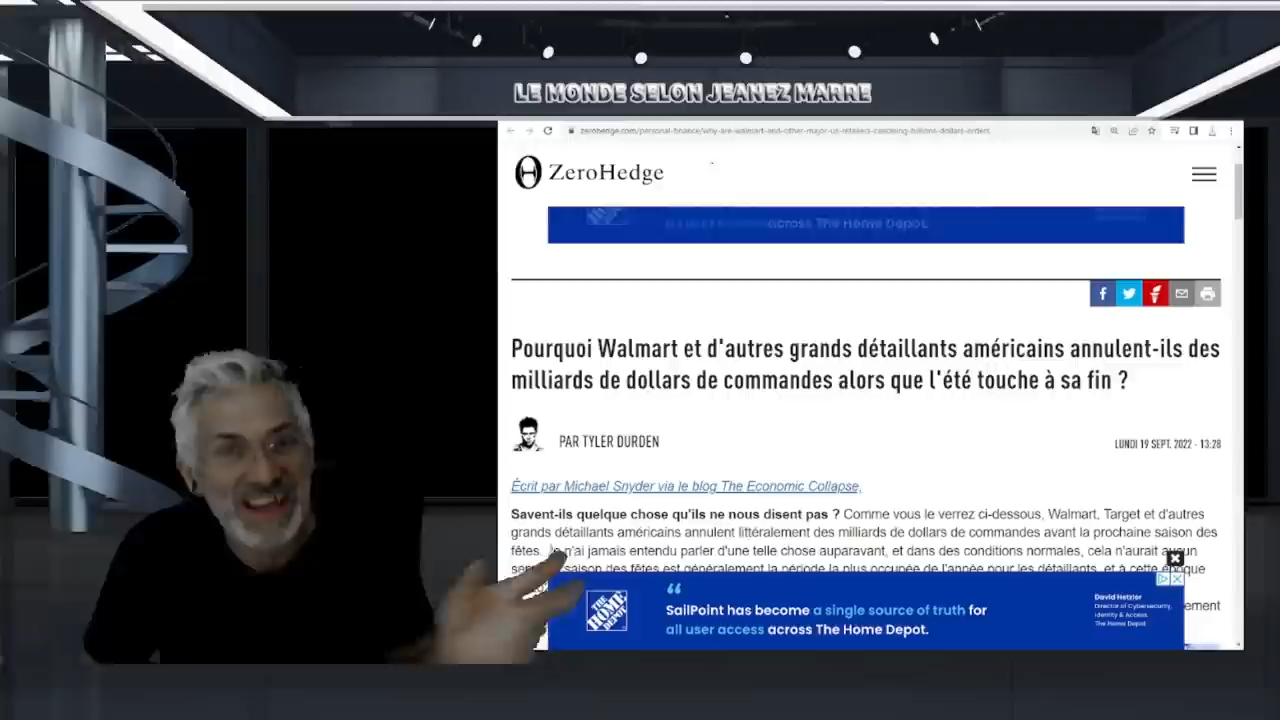 LE MONDE SELON JEANEZ MARRE
zerohedge.com/personal-finance/why-are-walmart-and-other-major-us-retailers-canceling-billions-dollars-orders
ZeroHedge
across The Home Depot.
Pourquoi Walmart et d'autres grands détaillants américains annulent-ils des
milliards de dollars de commandes alors que l'été touche à sa fin ?
PAR TYLER DURDEN
LUNDI 19 SEPT. 2022 - 13:28
Écrit par Michael Snyder via le blog The Economic Collapse,
Savent-ils quelque chose qu'ils ne nous disent pas ? Comme vous le verrez ci-dessous, Walmart, Target et d'autres
grands détaillants américains annulent littéralement des milliards de dollars de commandes avant la prochaine saison des
fêtes. Je n'ai jamais entendu parler d'une telle chose auparavant, et dans des conditions normales, cela n'aurait aucun
saison des fêtes est généralement la période la plus occupée de l'année pour les détaillants, et à cette époque
THE HOME DEPOT
“
SailPoint has become a single source of truth for
all user access across The Home Depot.
David Hetzler
Director of Cybersecurity,
Identity & Access,
The Home Depot